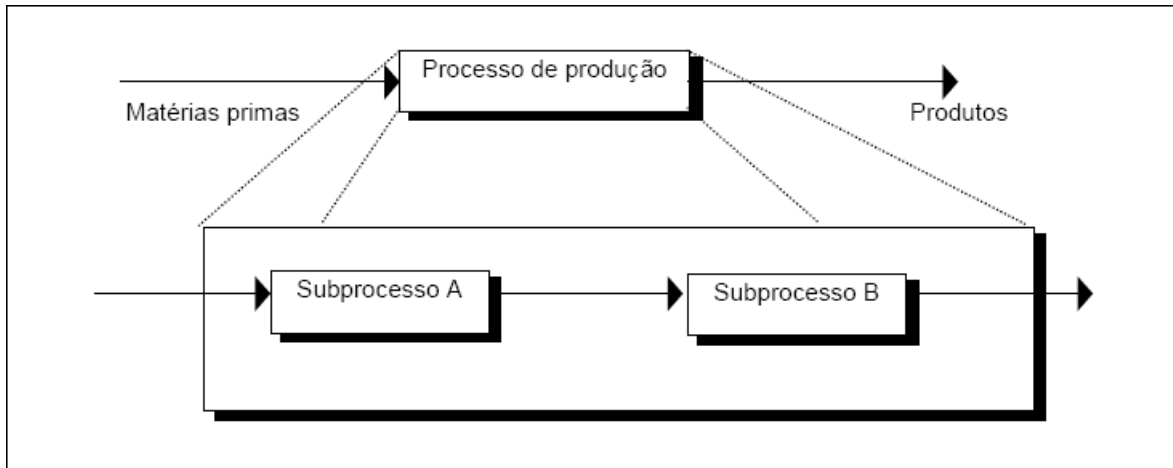 Processo de produção
Matérias primas
Produtos
Subprocesso A
Subprocesso B